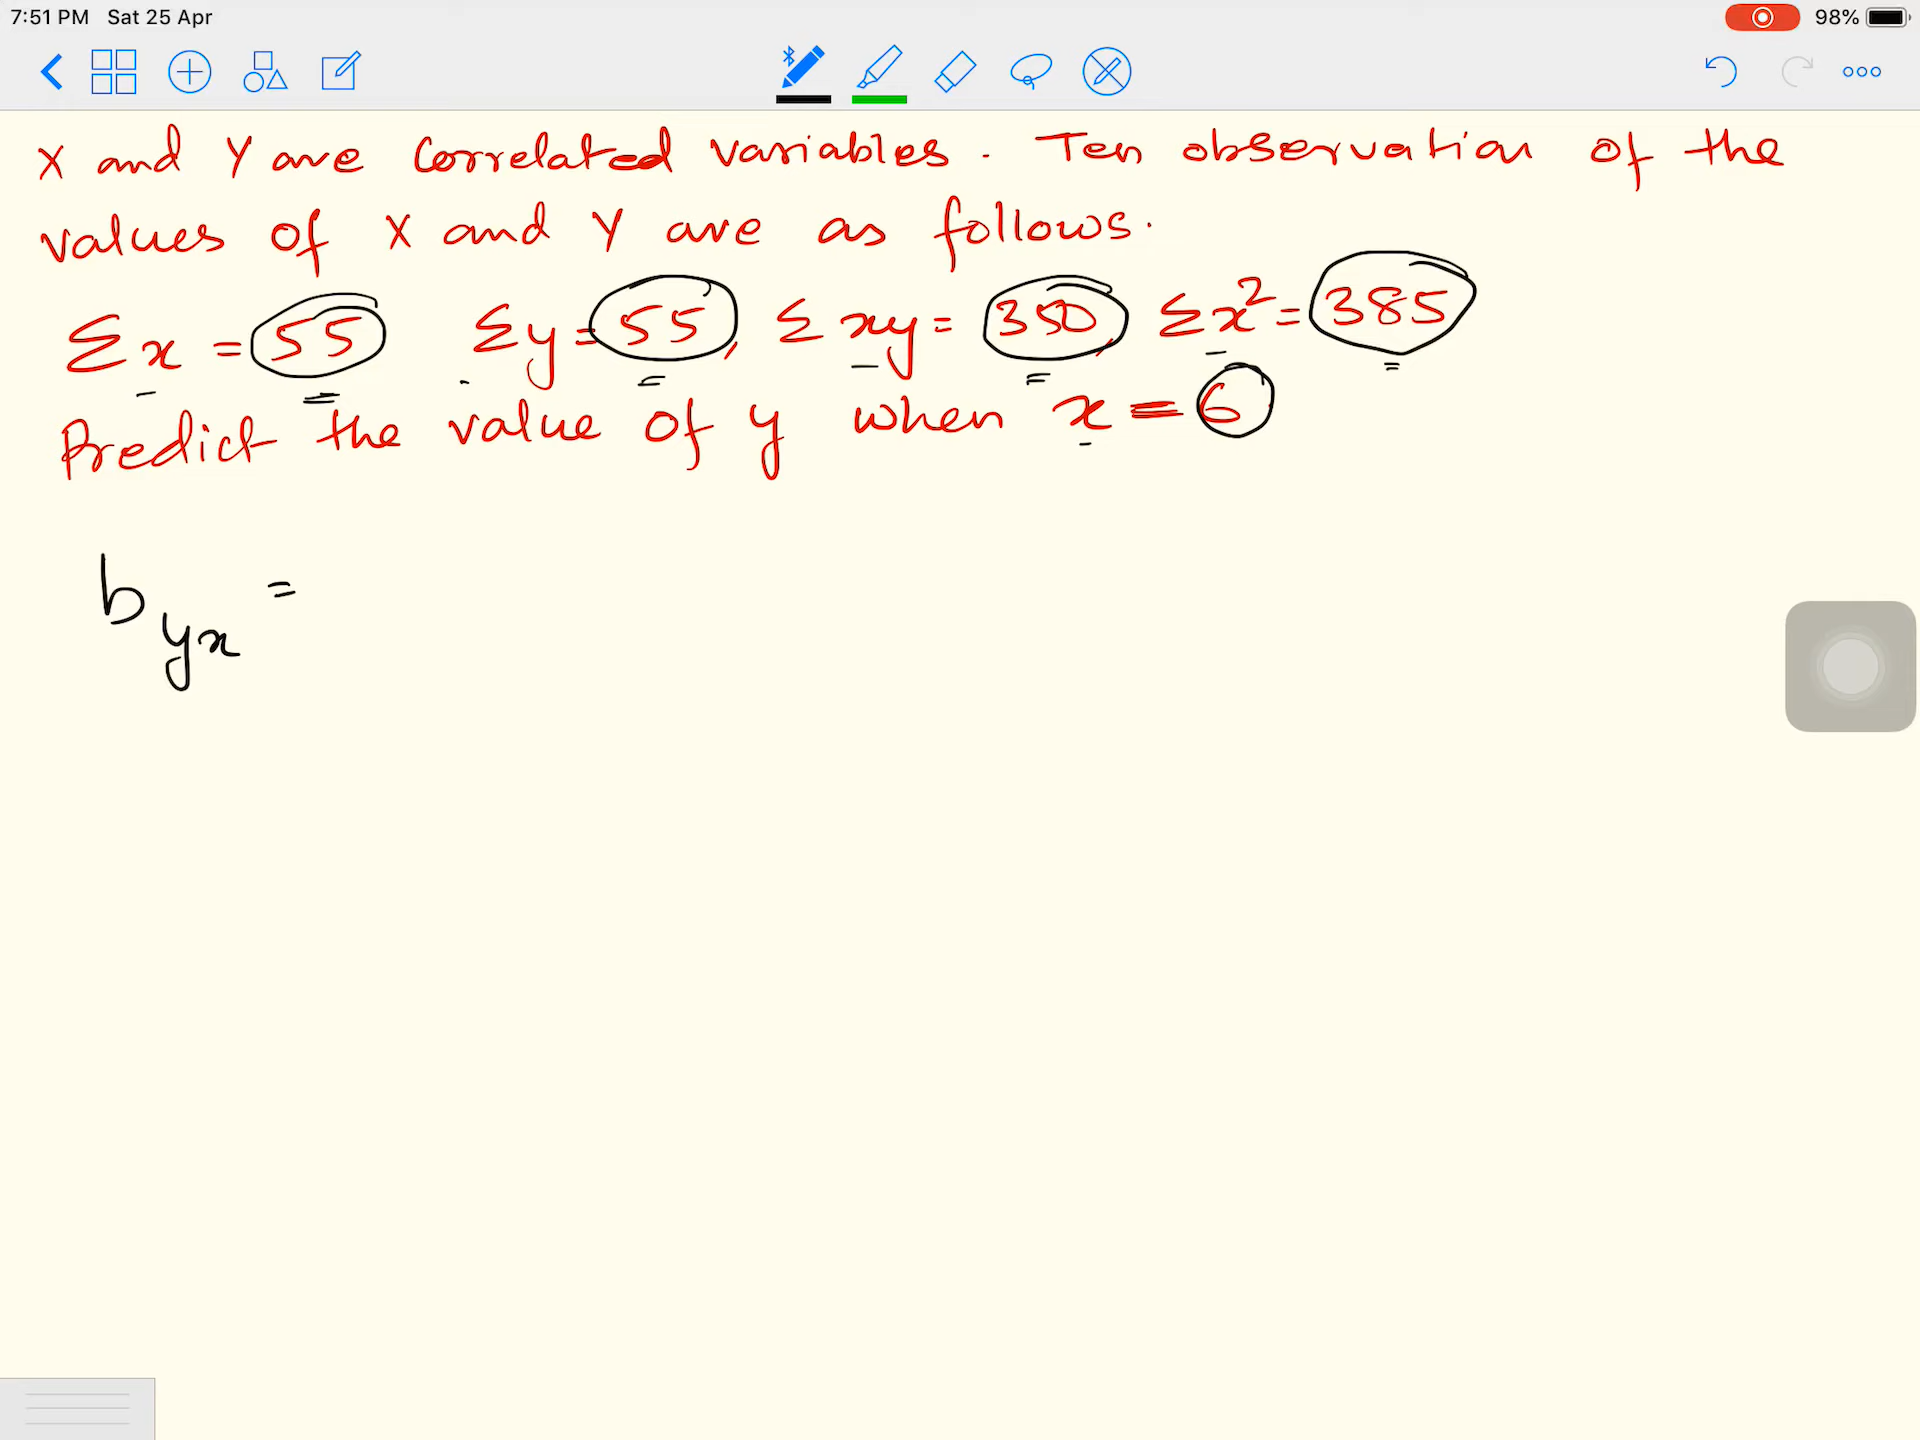 7:51 PM Sat 25 Apr 98%
X and Y are correlated variables. Ten observation of the
values of X and Y are as follows.
Σx = 55 Σy = 55, Σxy = 350, Σx² = 385
Predict the value of y when x = 6
b yx =